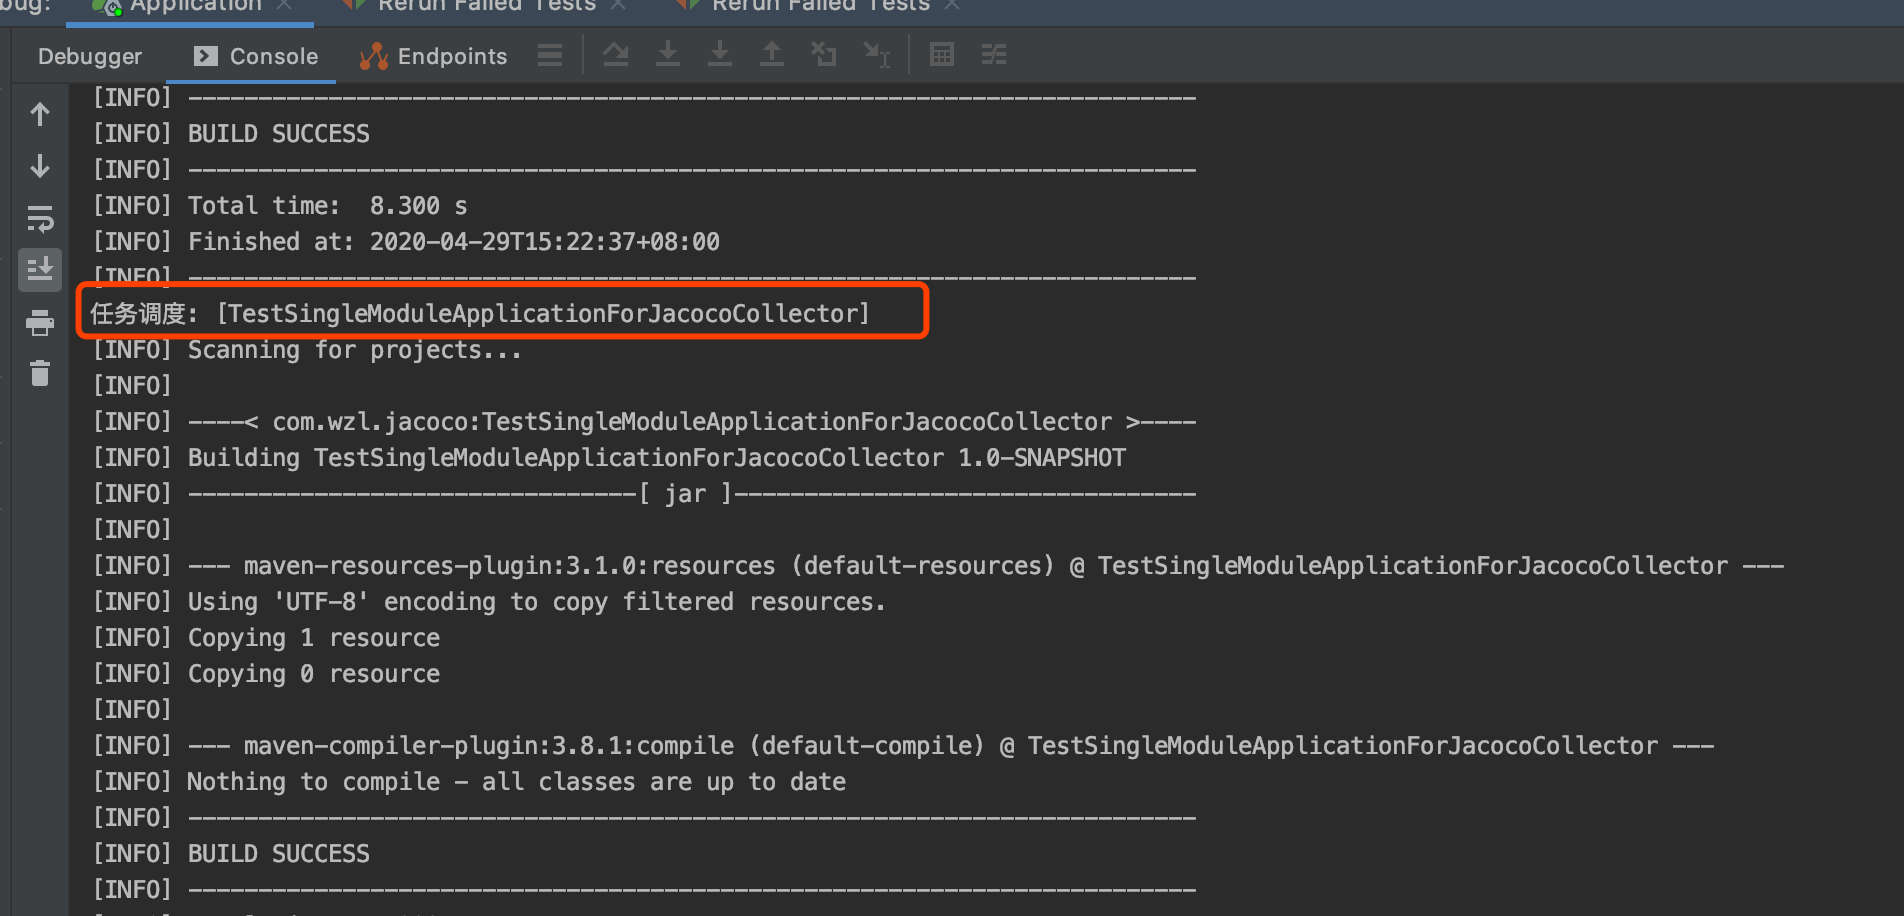 bug: Application Rerun Failed Tests Rerun Failed Tests
Debugger Console Endpoints
[INFO] ------------------------------------------------------------------------
[INFO] BUILD SUCCESS
[INFO] ------------------------------------------------------------------------
[INFO] Total time:  8.300 s
[INFO] Finished at: 2020-04-29T15:22:37+08:00
[INFO] ------------------------------------------------------------------------
任务调度: [TestSingleModuleApplicationForJacocoCollector]
[INFO] Scanning for projects...
[INFO]
[INFO] ----< com.wzl.jacoco:TestSingleModuleApplicationForJacocoCollector >----
[INFO] Building TestSingleModuleApplicationForJacocoCollector 1.0-SNAPSHOT
[INFO] --------------------------------[ jar ]---------------------------------
[INFO]
[INFO] --- maven-resources-plugin:3.1.0:resources (default-resources) @ TestSingleModuleApplicationForJacocoCollector ---
[INFO] Using 'UTF-8' encoding to copy filtered resources.
[INFO] Copying 1 resource
[INFO] Copying 0 resource
[INFO]
[INFO] --- maven-compiler-plugin:3.8.1:compile (default-compile) @ TestSingleModuleApplicationForJacocoCollector ---
[INFO] Nothing to compile - all classes are up to date
[INFO] ------------------------------------------------------------------------
[INFO] BUILD SUCCESS
[INFO] ------------------------------------------------------------------------